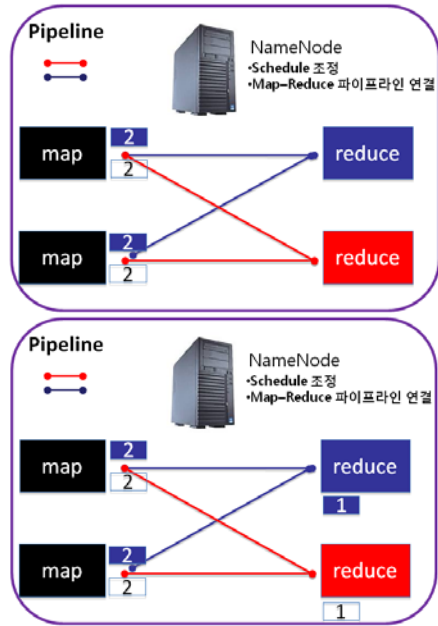 Pipeline
NameNode
•Schedule 조정
•Map-Reduce 파이프라인 연결
map
2
2
reduce
map
2
2
reduce
Pipeline
NameNode
•Schedule 조정
•Map-Reduce 파이프라인 연결
map
2
2
reduce
1
map
2
2
reduce
1